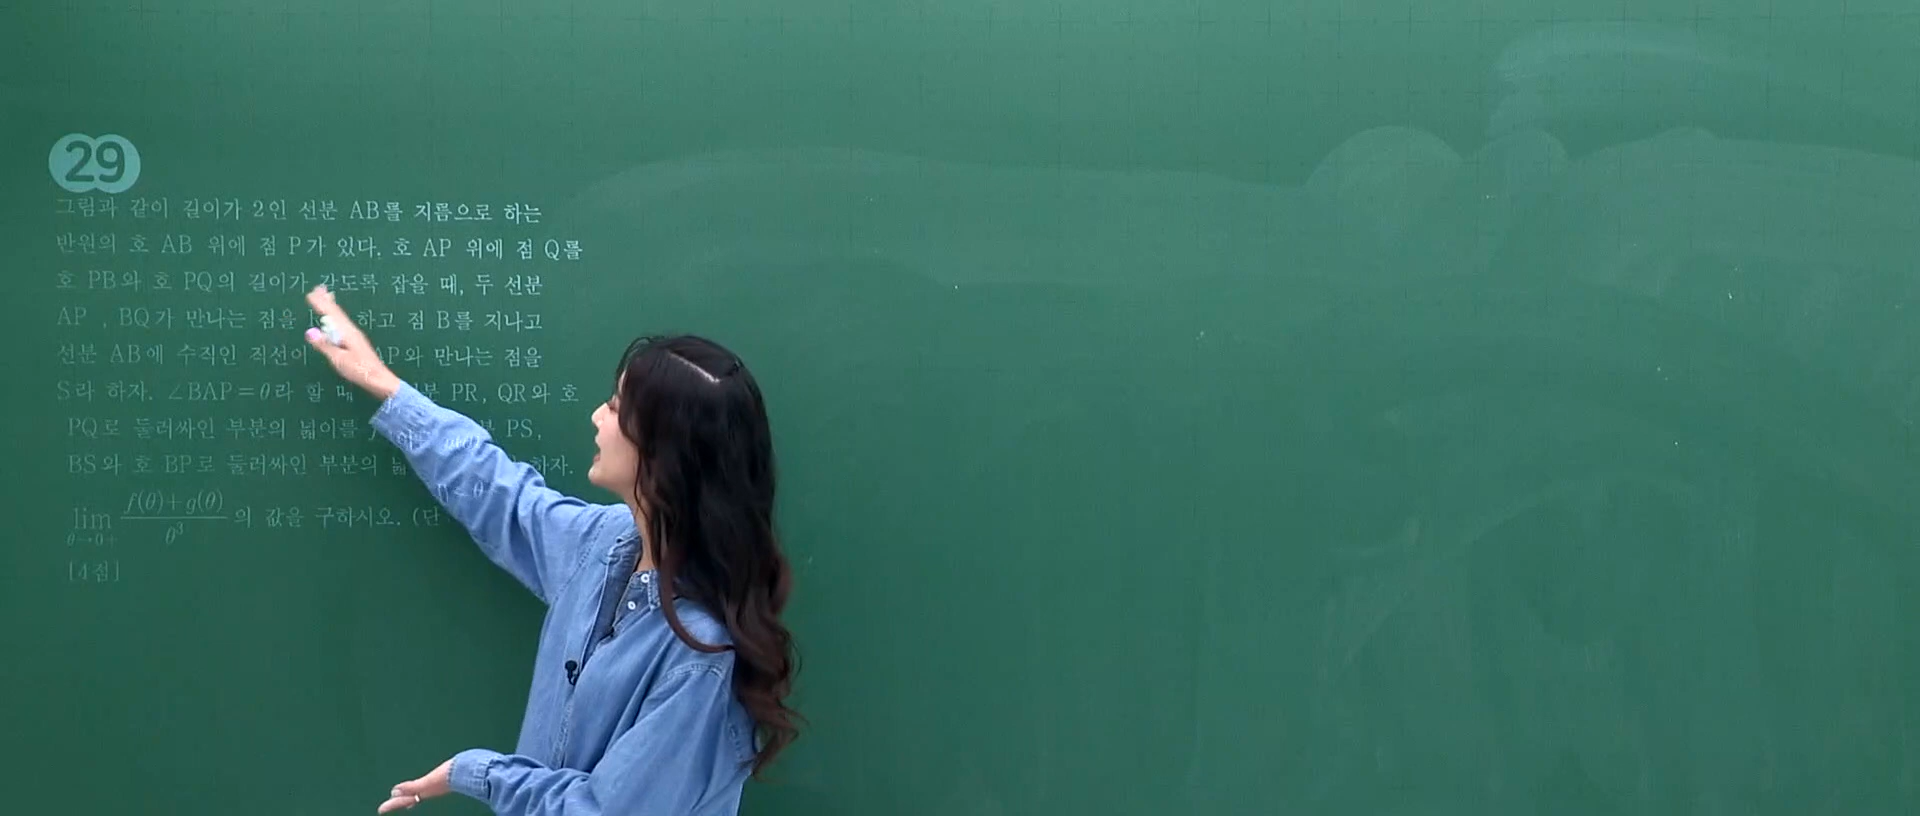 29
그림과 같이 길이가 2인 선분 AB를 지름으로 하는
반원의 호 AB 위에 점 P가 있다. 호 AP 위에 점 Q를
호 PB와 호 PQ의 길이가 같도록 잡을 때, 두 선분
AP , BQ가 만나는 점을 하고 점 B를 지나고
선분 AB에 수직인 직선이 AP와 만나는 점을
S라 하자. ∠BAP=θ라 할 때 PR, QR와 호
PQ로 둘러싸인 부분의 넓이를 PS,
BS와 호 BP로 둘러싸인 부분의 하자.
lim θ→0+ f(θ)+g(θ) / θ³ 의 값을 구하시오. (단
[4점]